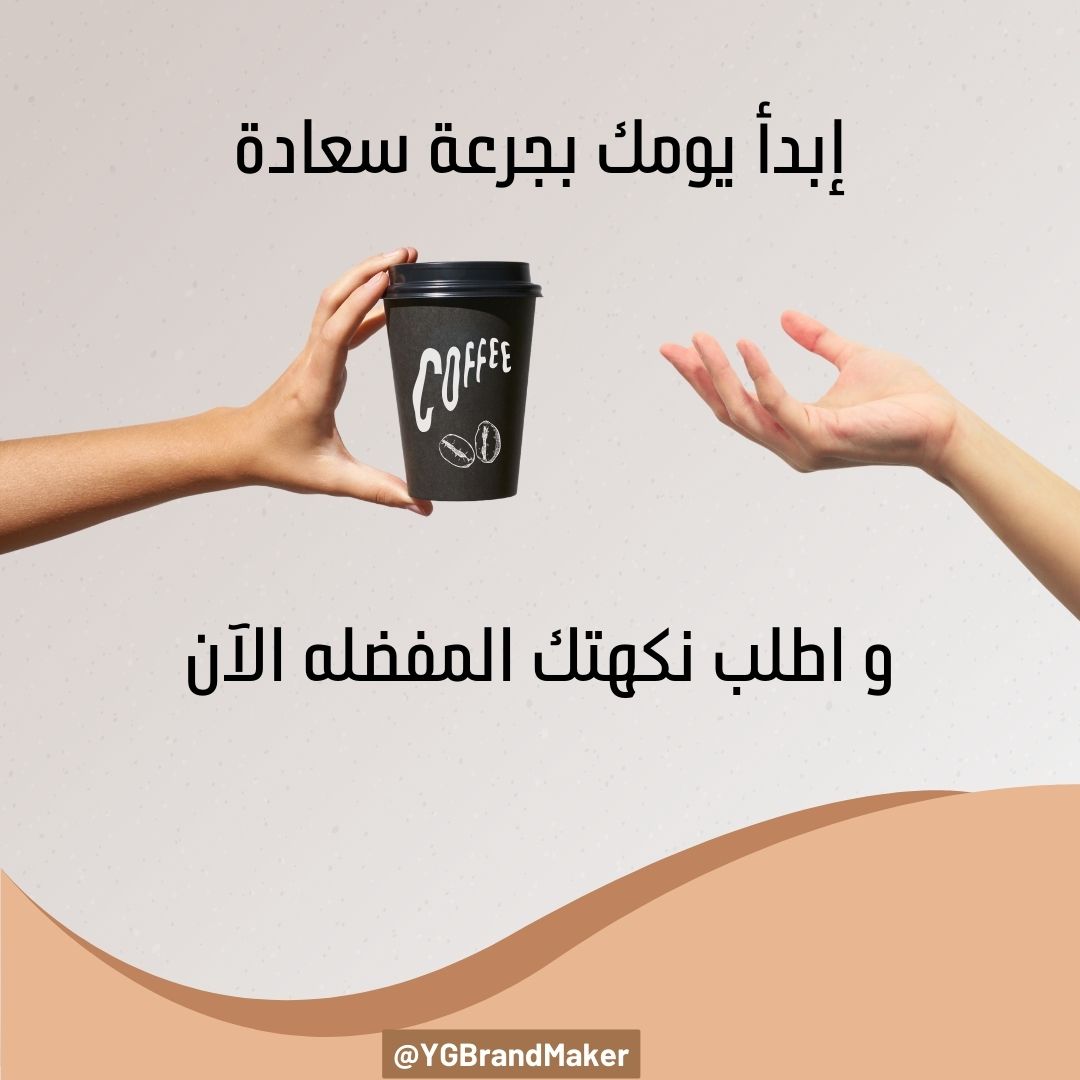 إبدأ يومك بجرعة سعادة
COFFEE
و اطلب نكهتك المفضله الآن
@YGBrandMaker